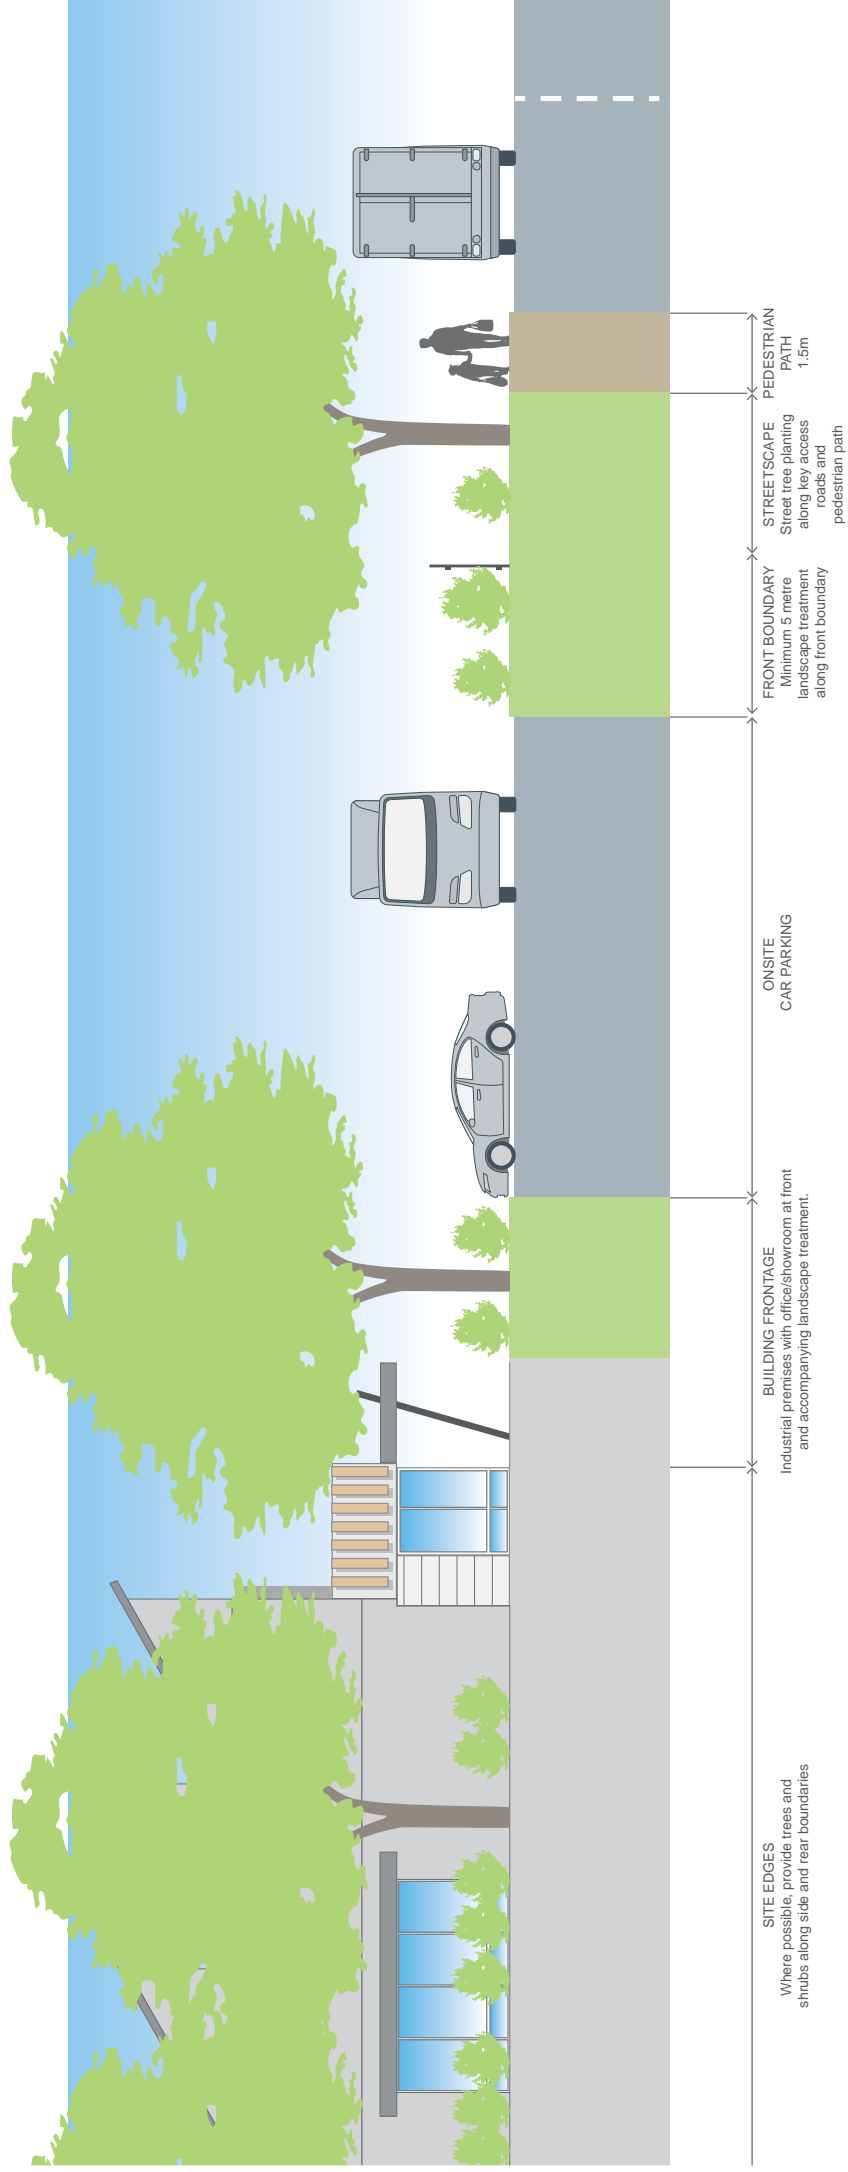 SITE EDGES
Where possible, provide trees and
shrubs along side and rear boundaries
BUILDING FRONTAGE
Industrial premises with office/showroom at front
and accompanying landscape treatment.
ONSITE
CAR PARKING
FRONT BOUNDARY
Minimum 5 metre
landscape treatment
along front boundary
STREETSCAPE
Street tree planting
along key access
roads and
pedestrian path
PEDESTRIAN
PATH
1.5m